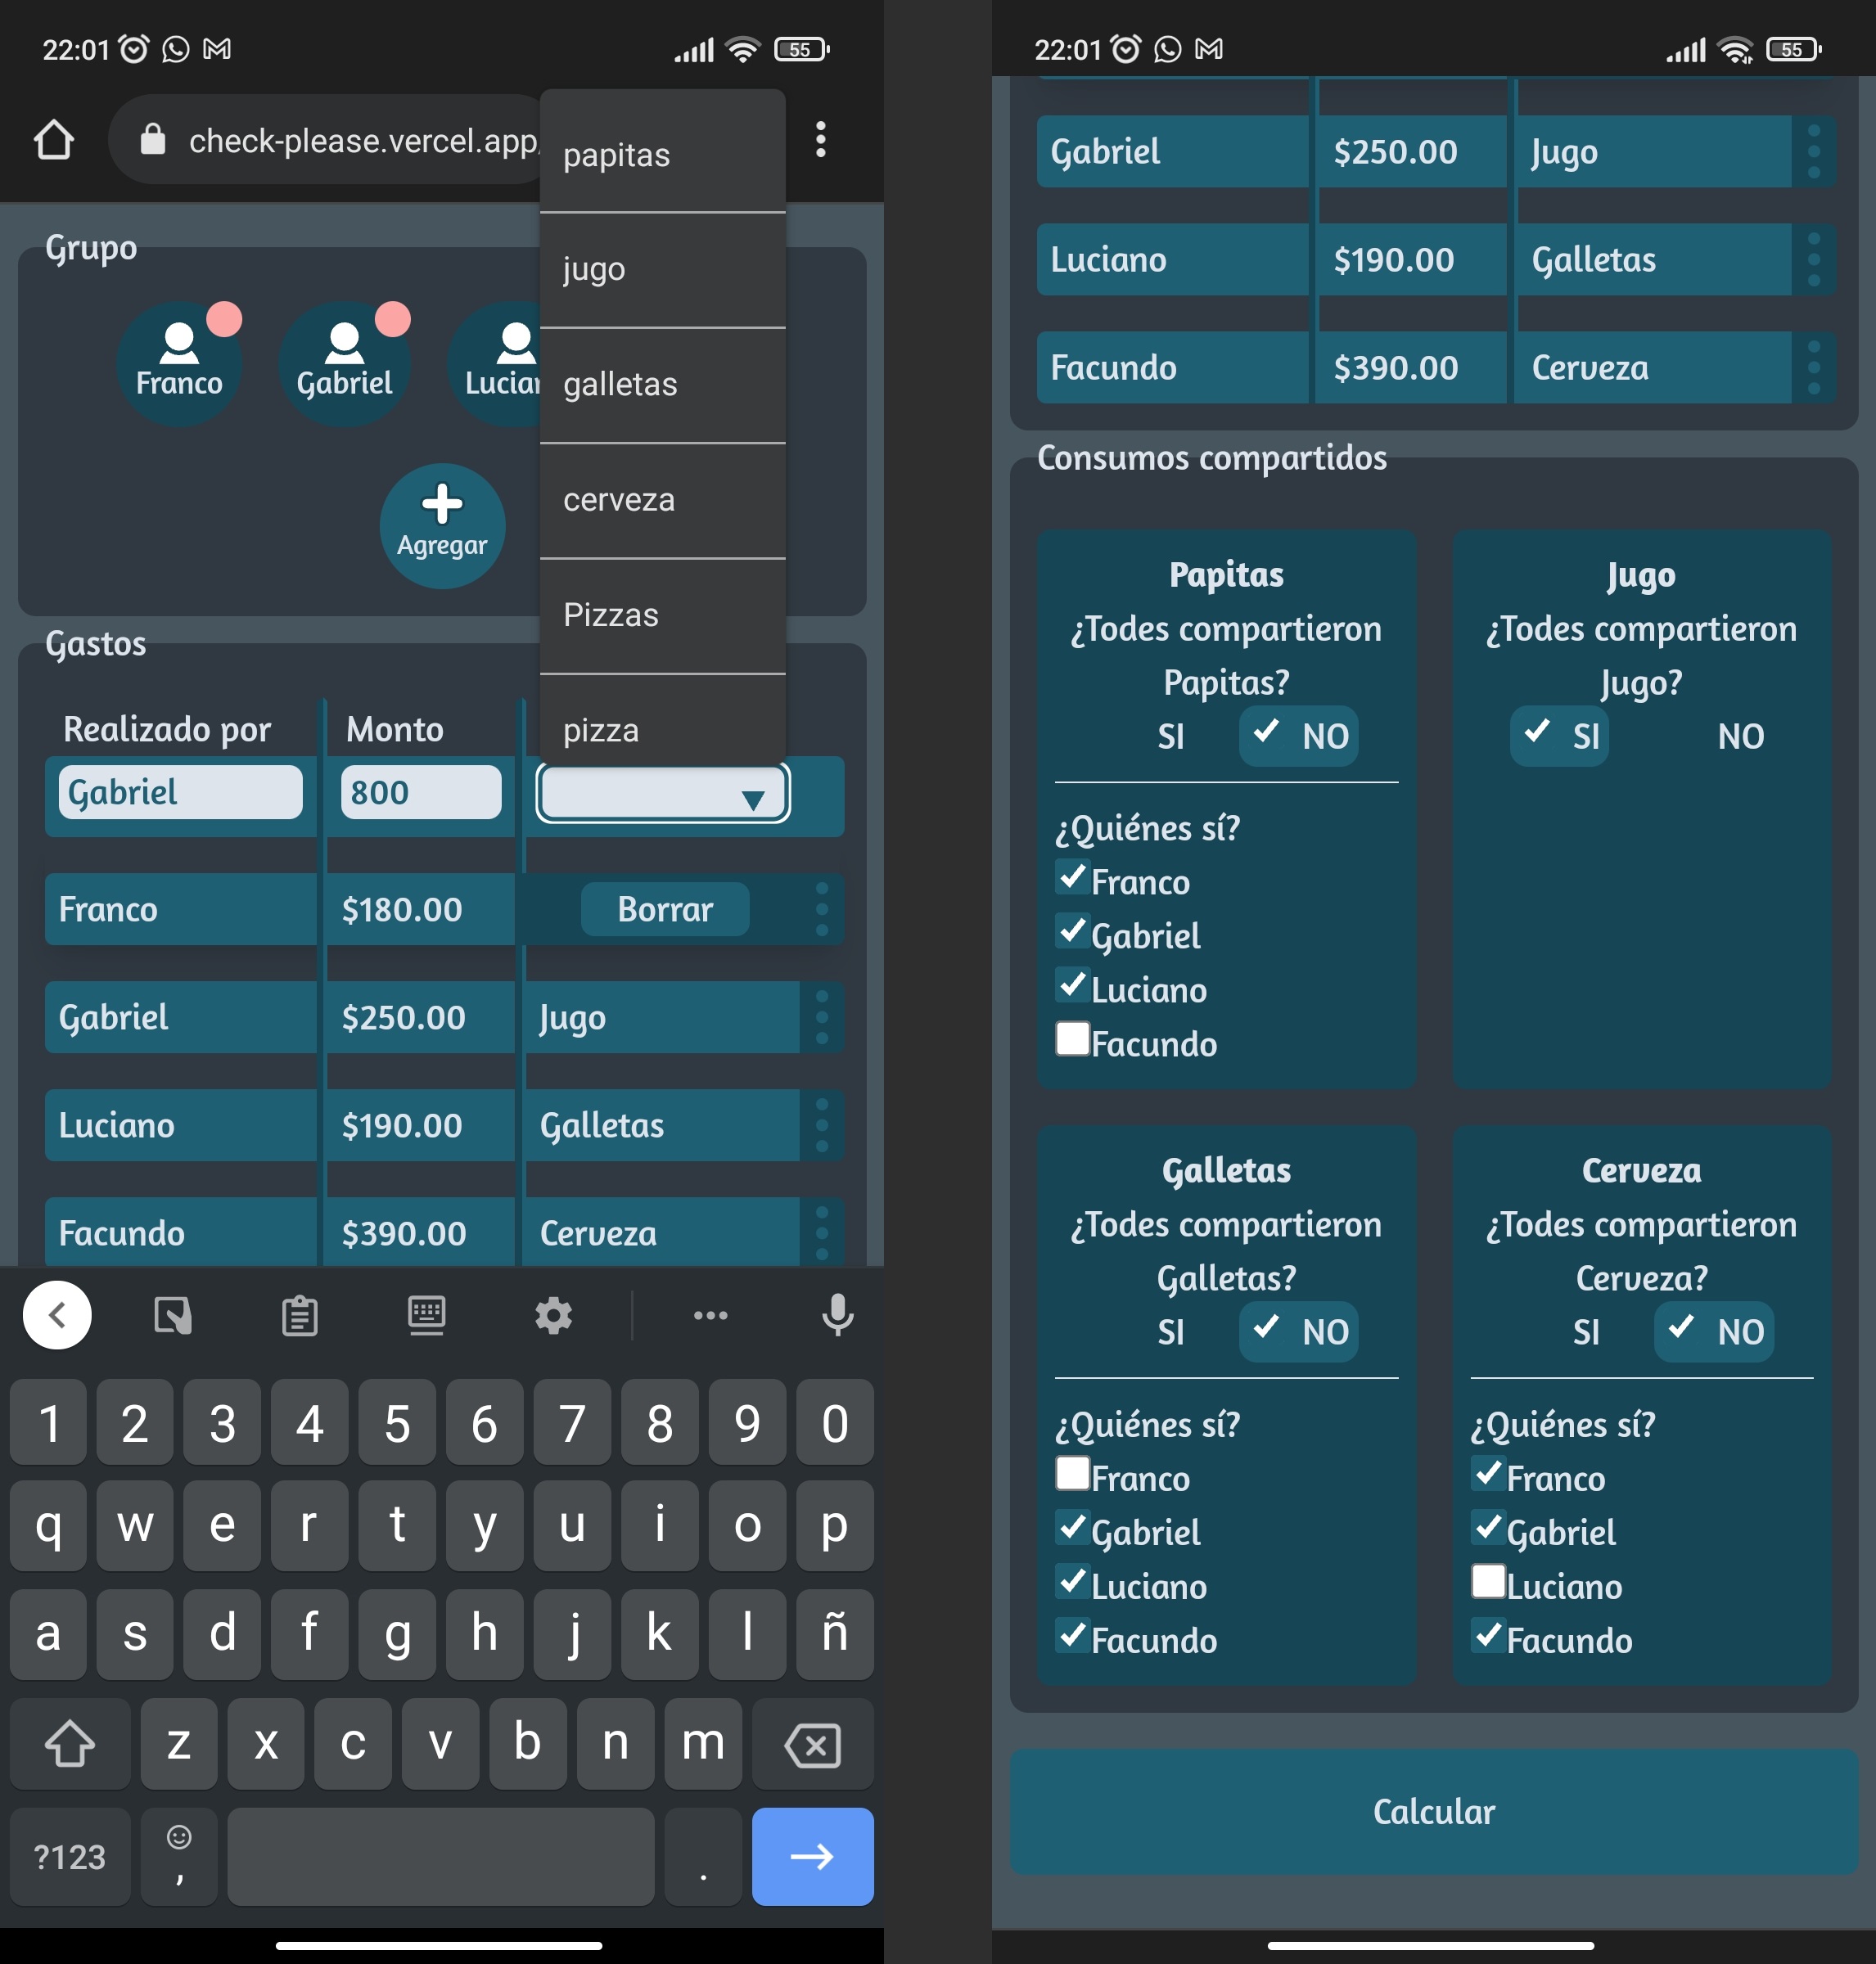 22:01
55
check-please.vercel.app/
papitas
jugo
galletas
cerveza
Pizzas
pizza
Grupo
Franco
Gabriel
Lucian
Agregar
Gastos
Realizado por
Monto
Gabriel
800
Franco
$180.00
Borrar
Gabriel
$250.00
Jugo
Luciano
$190.00
Galletas
Facundo
$390.00
Cerveza
1 2 3 4 5 6 7 8 9 0
q w e r t y u i o p
a s d f g h j k l ñ
z x c v b n m
?123 , .
22:01
55
Gabriel
$250.00
Jugo
Luciano
$190.00
Galletas
Facundo
$390.00
Cerveza
Consumos compartidos
Papitas
¿Todes compartieron
Papitas?
SI
NO
¿Quiénes sí?
Franco
Gabriel
Luciano
Facundo
Jugo
¿Todes compartieron
Jugo?
SI
NO
Galletas
¿Todes compartieron
Galletas?
SI
NO
¿Quiénes sí?
Franco
Gabriel
Luciano
Facundo
Cerveza
¿Todes compartieron
Cerveza?
SI
NO
¿Quiénes sí?
Franco
Gabriel
Luciano
Facundo
Calcular